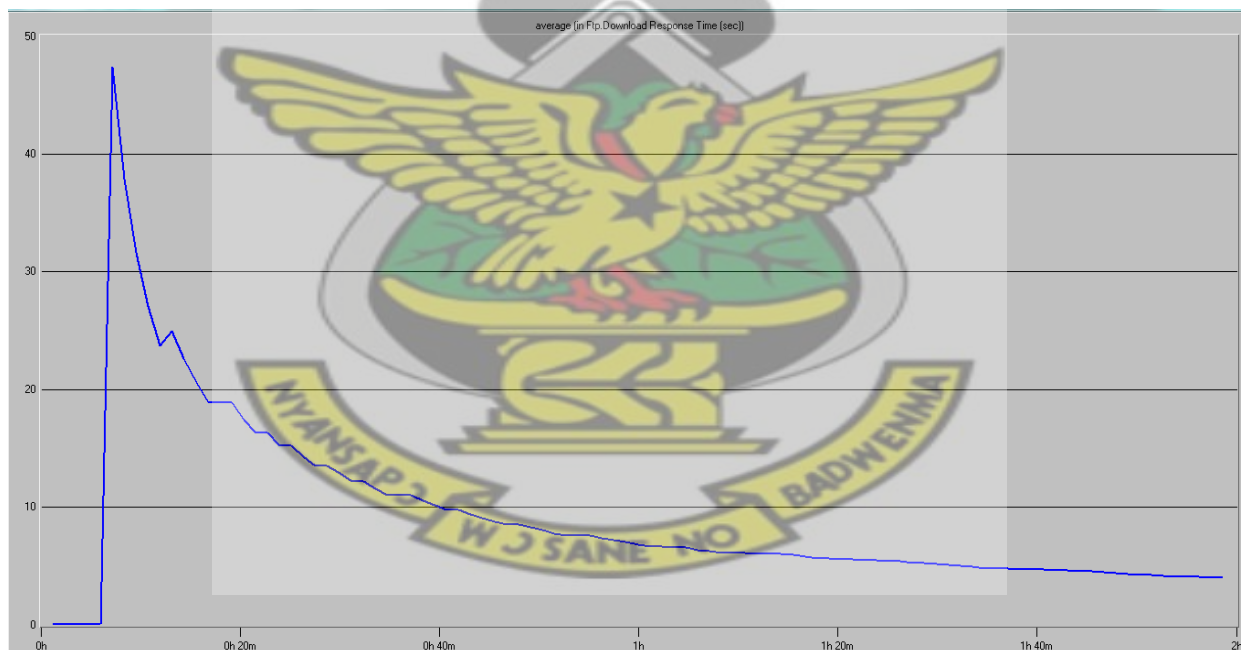 average (in Ftp.Download Response Time (sec))
50
40
30
20
10
0
0h 0h 20m 0h 40m 1h 1h 20m 1h 40m 2h
NYANSAPƆ
W Ɔ SANE NO
BADWENMA